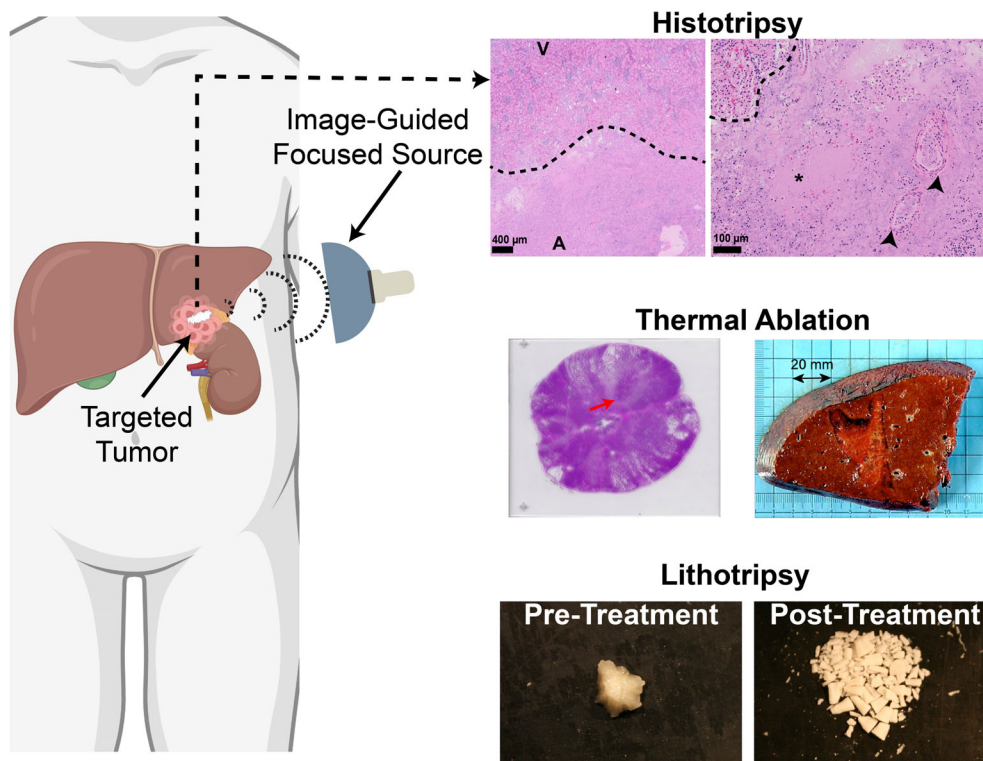 Histotripsy
V
A
400 µm
*
100 µm
Image-Guided
Focused Source
Targeted
Tumor
Thermal Ablation
20 mm
Lithotripsy
Pre-Treatment
Post-Treatment